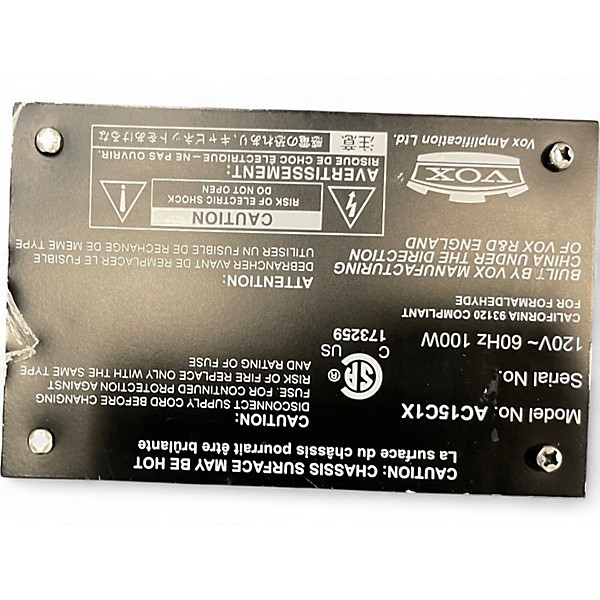 CAUTION: CHASSIS SURFACE MAY BE HOT
La surface du châssis pourrait être brûlante
Model No. AC15C1X
Serial No.
120V~ 60Hz 100W
CALIFORNIA 93120 COMPLIANT
FOR FORMALDEHYDE
BUILT BY VOX MANUFACTURING
CHINA UNDER THE DIRECTION
OF VOX R&D ENGLAND
VOX
Vox Amplification Ltd.
SA
®
C
US
173259
CAUTION:
DISCONNECT SUPPLY CORD BEFORE CHANGING
FUSE. FOR CONTINUED PROTECTION AGAINST
RISK OF FIRE REPLACE ONLY WITH THE SAME TYPE
AND RATING OF FUSE
ATTENTION:
DEBRANCHER AVANT DE REMPLACER LE FUSIBLE
UTILISER UN FUSIBLE DE RECHANGE DE MEME TYPE
CAUTION
RISK OF ELECTRIC SHOCK
DO NOT OPEN
AVERTISSEMENT:
RISQUE DE CHOC ÉLECTRIQUE-NE PAS OUVRIR.
注意 感電の恐れあり、キャビネットをあけるな